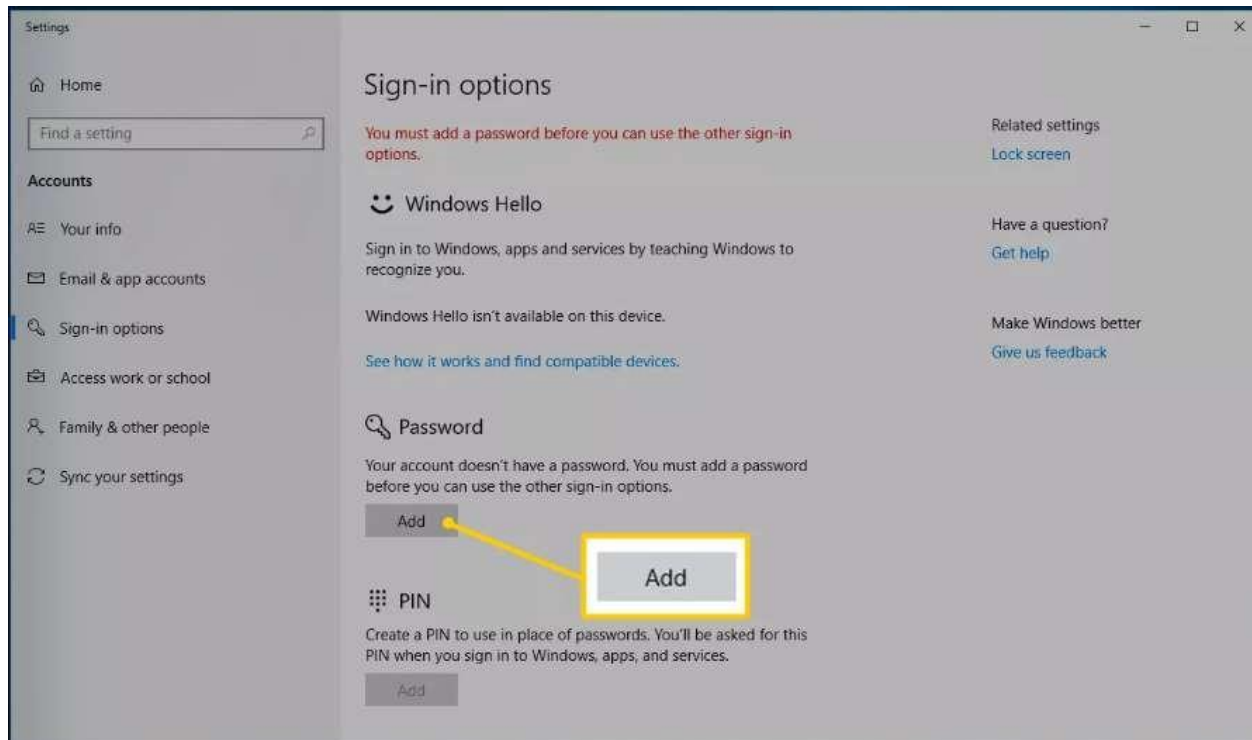 Settings
Home
Find a setting
Accounts
Your info
Email & app accounts
Sign-in options
Access work or school
Family & other people
Sync your settings
Sign-in options
You must add a password before you can use the other sign-in
options.
Windows Hello
Sign in to Windows, apps and services by teaching Windows to
recognize you.
Windows Hello isn't available on this device.
See how it works and find compatible devices.
Password
Your account doesn't have a password. You must add a password
before you can use the other sign-in options.
Add
Add
PIN
Create a PIN to use in place of passwords. You'll be asked for this
PIN when you sign in to Windows, apps, and services.
Add
Related settings
Lock screen
Have a question?
Get help
Make Windows better
Give us feedback